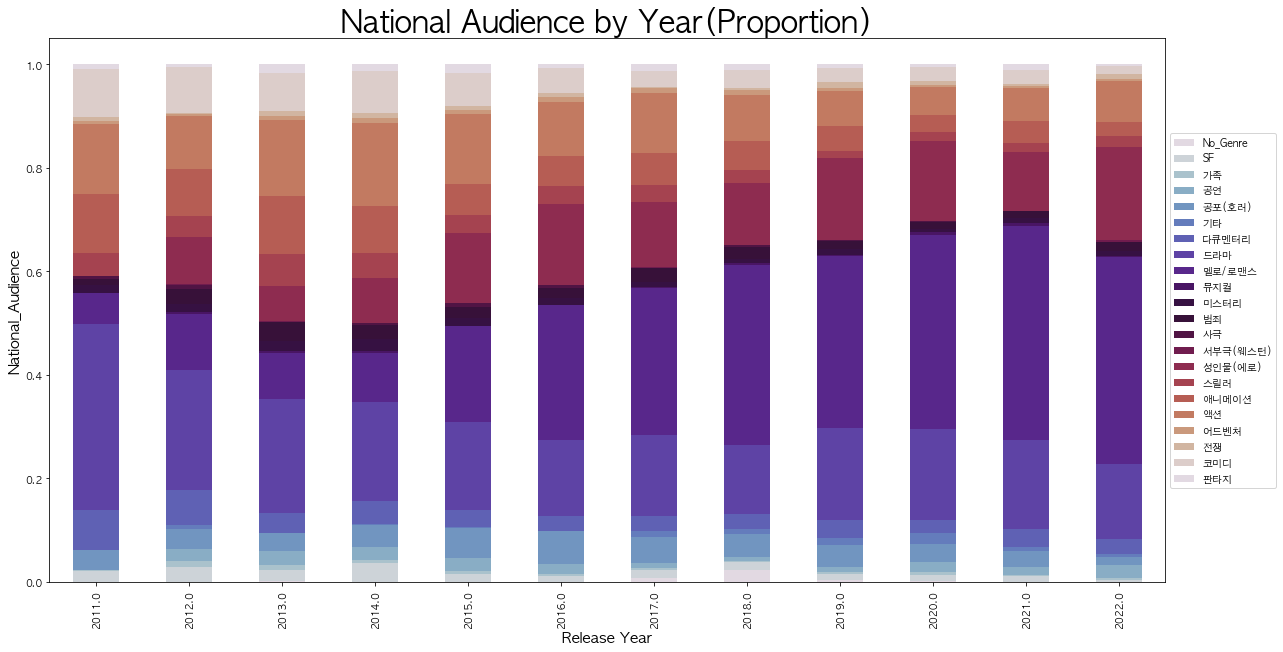 National Audience by Year(Proportion)
1.0
0.8
0.6
0.4
0.2
0.0
National_Audience
2011.0
2012.0
2013.0
2014.0
2015.0
2016.0
2017.0
2018.0
2019.0
2020.0
2021.0
2022.0
Release Year
No_Genre
SF
가족
공연
공포(호러)
기타
다큐멘터리
드라마
멜로/로맨스
뮤지컬
미스터리
범죄
사극
서부극(웨스턴)
성인물(에로)
스릴러
애니메이션
액션
어드벤처
전쟁
코미디
판타지